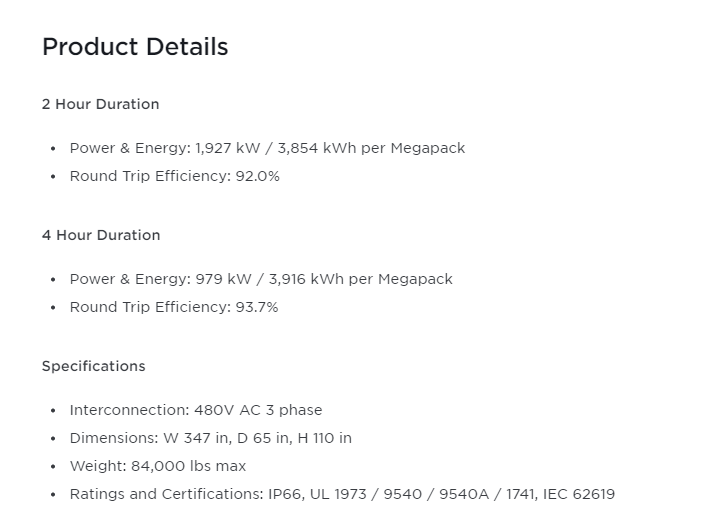 Product Details
2 Hour Duration
• Power & Energy: 1,927 kW / 3,854 kWh per Megapack
• Round Trip Efficiency: 92.0%
4 Hour Duration
• Power & Energy: 979 kW / 3,916 kWh per Megapack
• Round Trip Efficiency: 93.7%
Specifications
• Interconnection: 480V AC 3 phase
• Dimensions: W 347 in, D 65 in, H 110 in
• Weight: 84,000 lbs max
• Ratings and Certifications: IP66, UL 1973 / 9540 / 9540A / 1741, IEC 62619